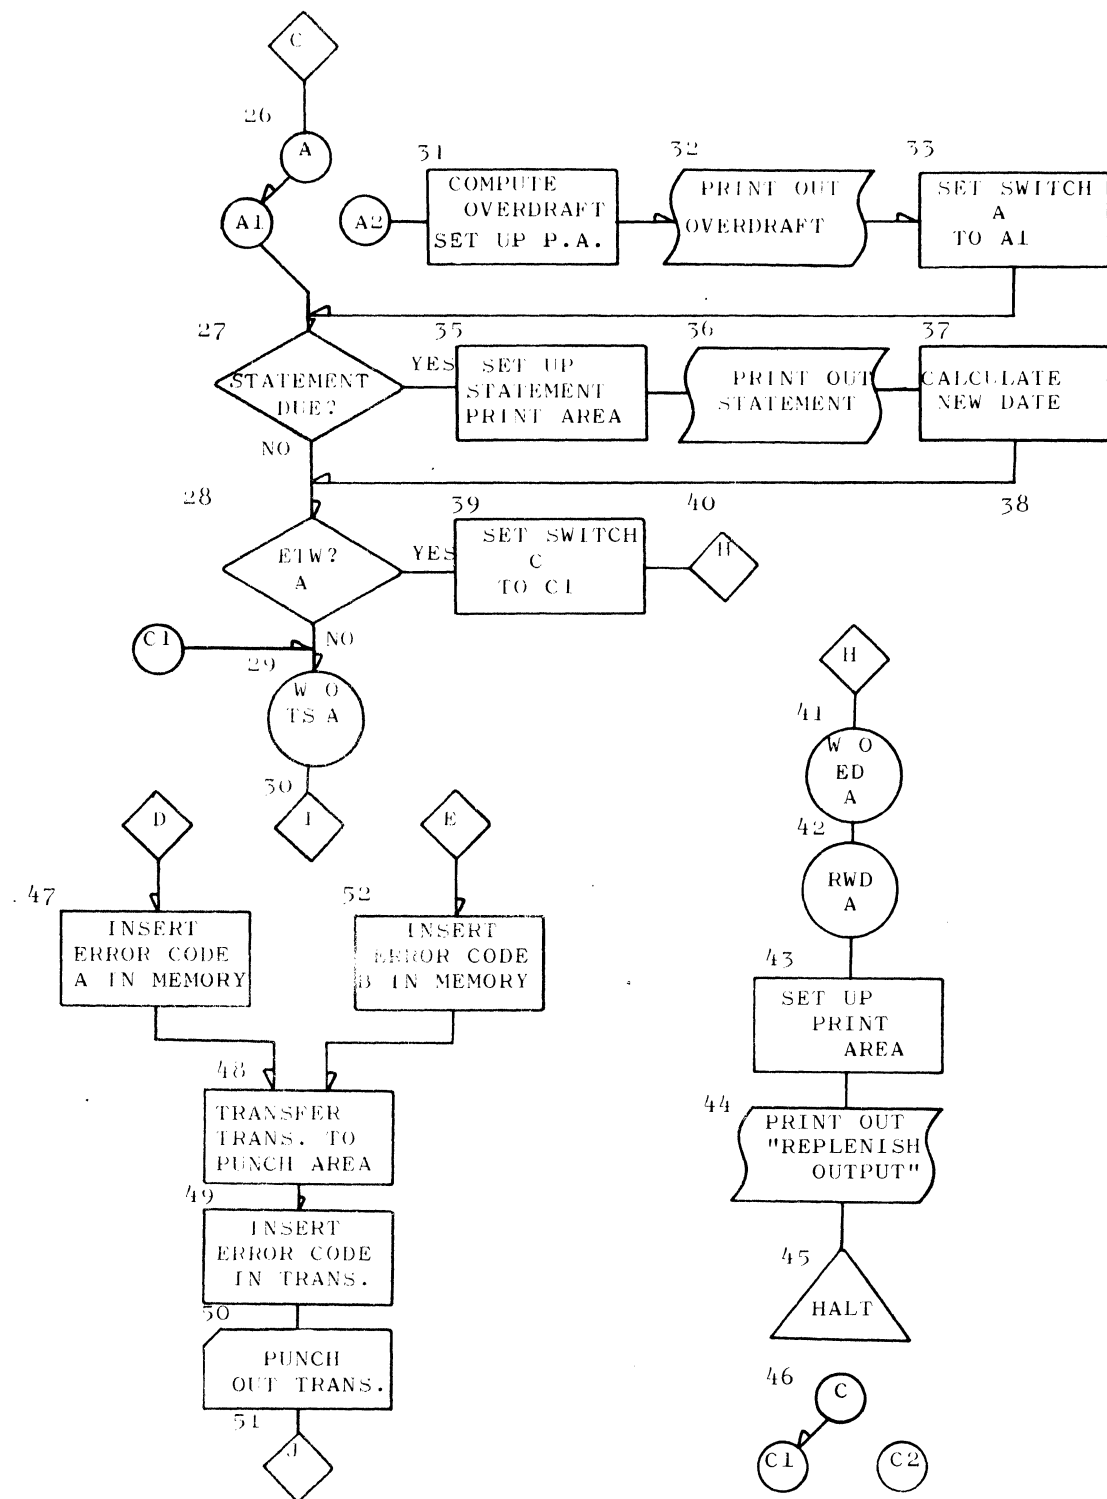 C
26
A
A1
A2
31
COMPUTE
OVERDRAFT
SET UP P.A.
32
PRINT OUT
OVERDRAFT
33
SET SWITCH
A
TO A1
27
STATEMENT
DUE?
YES
NO
35
SET UP
STATEMENT
PRINT AREA
36
PRINT OUT
STATEMENT
37
CALCULATE
NEW DATE
38
28
ETW?
A
YES
NO
39
SET SWITCH
C
TO C1
40
H
C1
29
W O
TS A
30
I
H
41
W O
ED
A
42
RWD
A
43
SET UP
PRINT
AREA
44
PRINT OUT
"REPLENISH
OUTPUT"
45
HALT
46
C
C1
C2
D
47
INSERT
ERROR CODE
A IN MEMORY
E
52
INSERT
ERROR CODE
B IN MEMORY
48
TRANSFER
TRANS. TO
PUNCH AREA
49
INSERT
ERROR CODE
IN TRANS.
50
PUNCH
OUT TRANS.
51
J